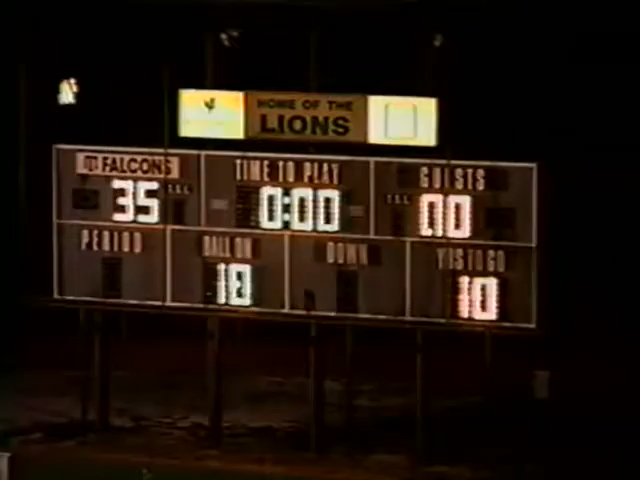 HOME OF THE
LIONS
FALCONS
TIME TO PLAY
GUESTS
35
0:00
00
PERIOD
BALL ON
DOWN
YDS TO GO
18
10